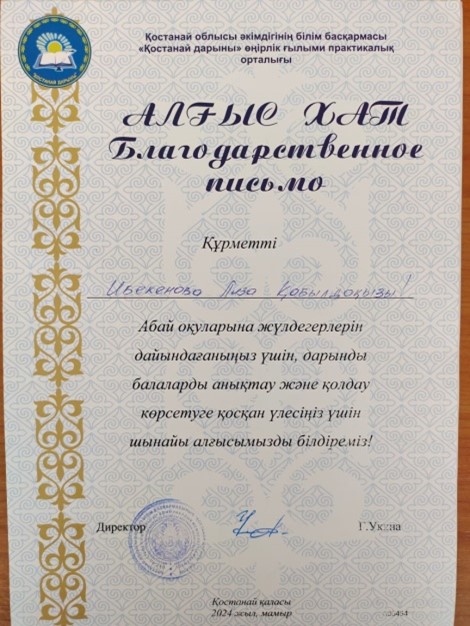 Қостанай облысы әкімдігінің білім басқармасы
«Қостанай дарыны» өңірлік ғылыми практикалық
орталығы
АЛҒЫС ХАТ
Благодарственное
письмо
Құрметті
Ибекенова Лиза Қабылдақызы!
Абай оқуларына жүлдегерлерін
дайындағаныңыз үшін, дарынды
балаларды анықтау және қолдау
көрсетуге қосқан үлесіңіз үшін
шынайы алғысымызды білдіреміз!
Директор
Қостанай қаласы
2024 жыл, мамыр